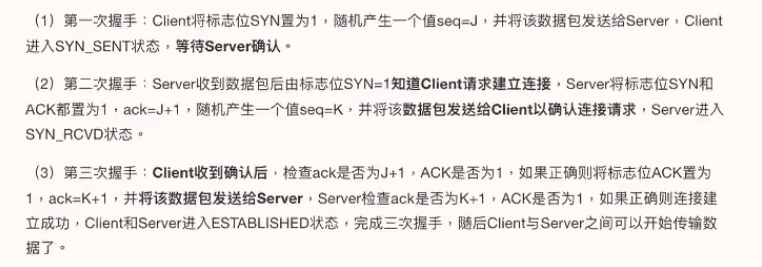 （1）第一次握手：Client将标志位SYN置为1，随机产生一个值seq=J，并将该数据包发送给Server，Client
进入SYN_SENT状态，等待Server确认。
（2）第二次握手：Server收到数据包后由标志位SYN=1知道Client请求建立连接，Server将标志位SYN和
ACK都置为1，ack=J+1，随机产生一个值seq=K，并将该数据包发送给Client以确认连接请求，Server进入
SYN_RCVD状态。
（3）第三次握手：Client收到确认后，检查ack是否为J+1，ACK是否为1，如果正确则将标志位ACK置为
1，ack=K+1，并将该数据包发送给Server，Server检查ack是否为K+1，ACK是否为1，如果正确则连接建
立成功，Client和Server进入ESTABLISHED状态，完成三次握手，随后Client与Server之间可以开始传输数
据了。